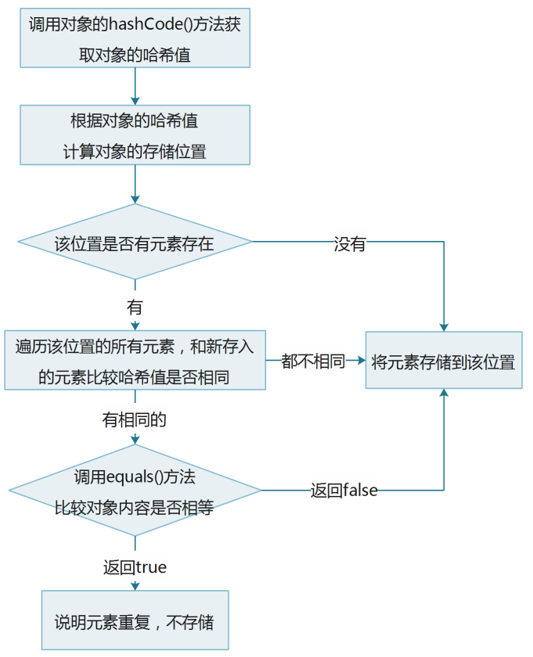 调用对象的hashCode()方法获
取对象的哈希值
根据对象的哈希值
计算对象的存储位置
该位置是否有元素存在
没有
有
遍历该位置的所有元素，和新存入
的元素比较哈希值是否相同
都不相同
将元素存储到该位置
有相同的
调用equals()方法
比较对象内容是否相等
返回false
返回true
说明元素重复，不存储